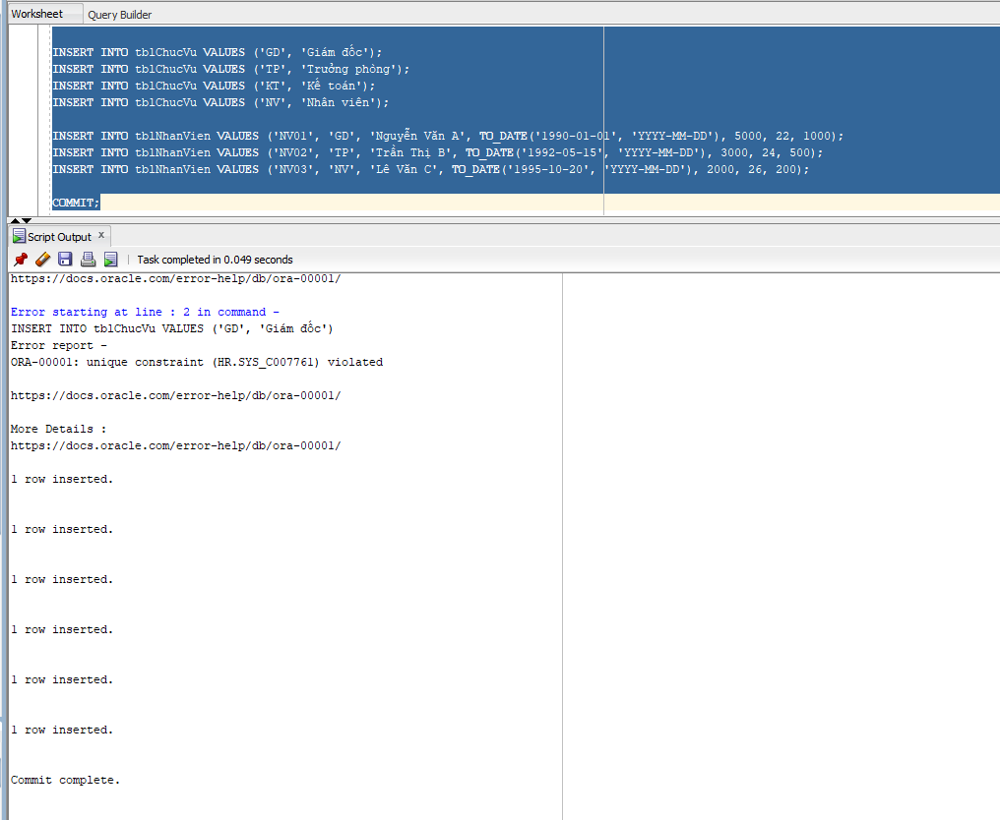 Worksheet Query Builder
INSERT INTO tblChucVu VALUES ('GD', 'Giám đốc');
INSERT INTO tblChucVu VALUES ('TP', 'Trưởng phòng');
INSERT INTO tblChucVu VALUES ('KT', 'Kế toán');
INSERT INTO tblChucVu VALUES ('NV', 'Nhân viên');
INSERT INTO tblNhanVien VALUES ('NV01', 'GD', 'Nguyễn Văn A', TO_DATE('1990-01-01', 'YYYY-MM-DD'), 5000, 22, 1000);
INSERT INTO tblNhanVien VALUES ('NV02', 'TP', 'Trần Thị B', TO_DATE('1992-05-15', 'YYYY-MM-DD'), 3000, 24, 500);
INSERT INTO tblNhanVien VALUES ('NV03', 'NV', 'Lê Văn C', TO_DATE('1995-10-20', 'YYYY-MM-DD'), 2000, 26, 200);
COMMIT;
Script Output x
Task completed in 0.049 seconds
https://docs.oracle.com/error-help/db/ora-00001/
Error starting at line : 2 in command -
INSERT INTO tblChucVu VALUES ('GD', 'Giám đốc')
Error report -
ORA-00001: unique constraint (HR.SYS_C007761) violated
https://docs.oracle.com/error-help/db/ora-00001/
More Details :
https://docs.oracle.com/error-help/db/ora-00001/
1 row inserted.
1 row inserted.
1 row inserted.
1 row inserted.
1 row inserted.
1 row inserted.
Commit complete.